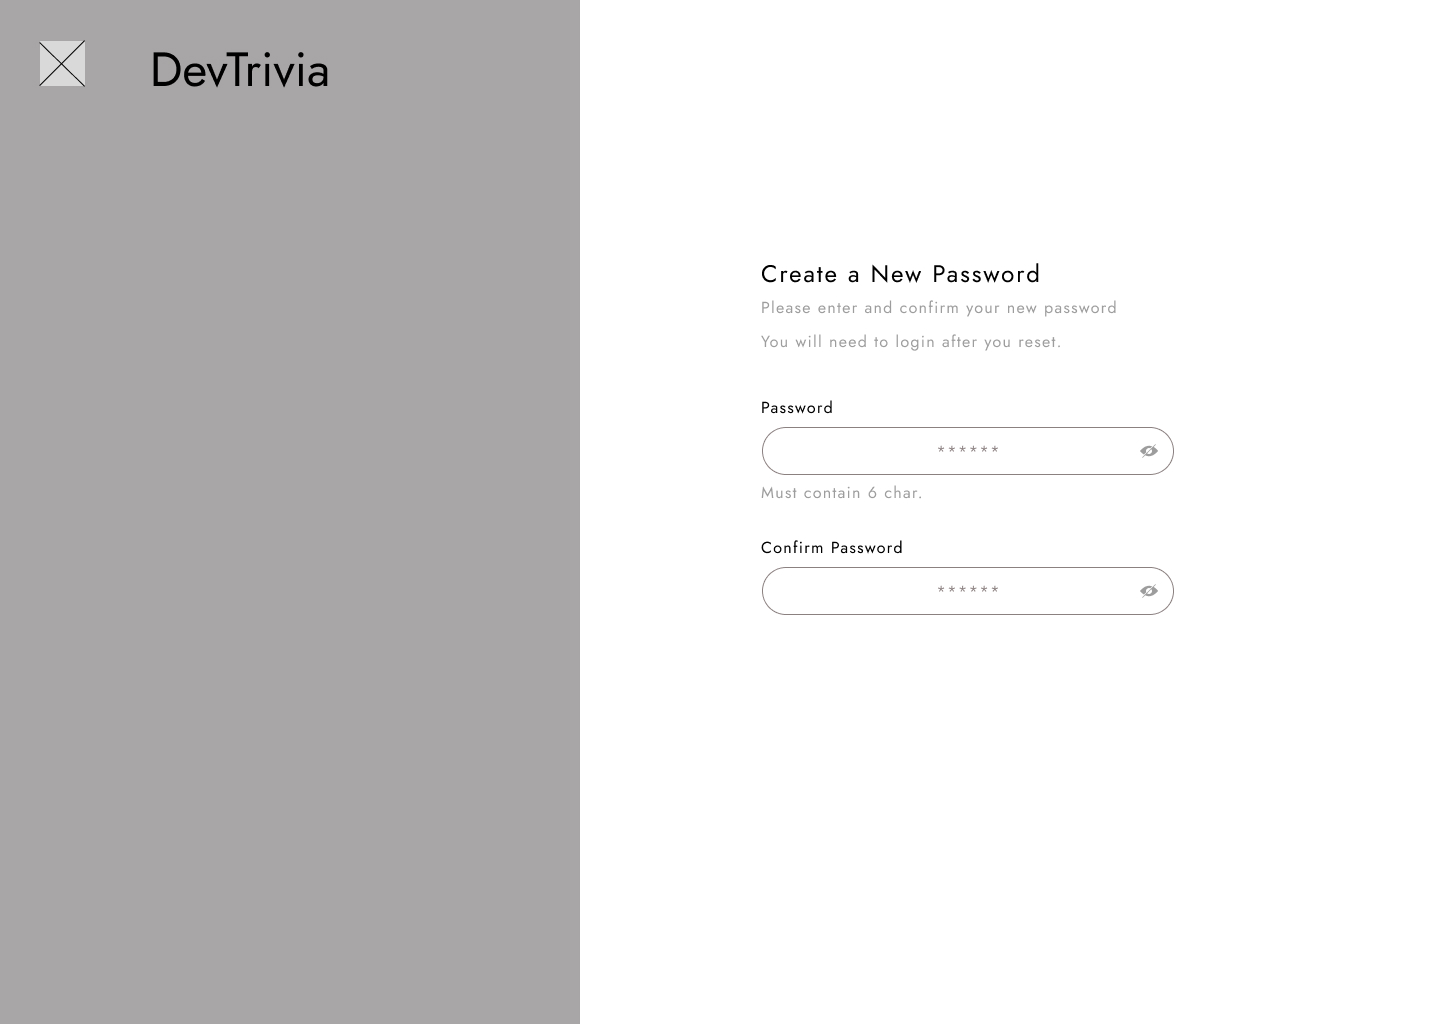 DevTrivia
Create a New Password
Please enter and confirm your new password
You will need to login after you reset.
Password
******
Must contain 6 char.
Confirm Password
******